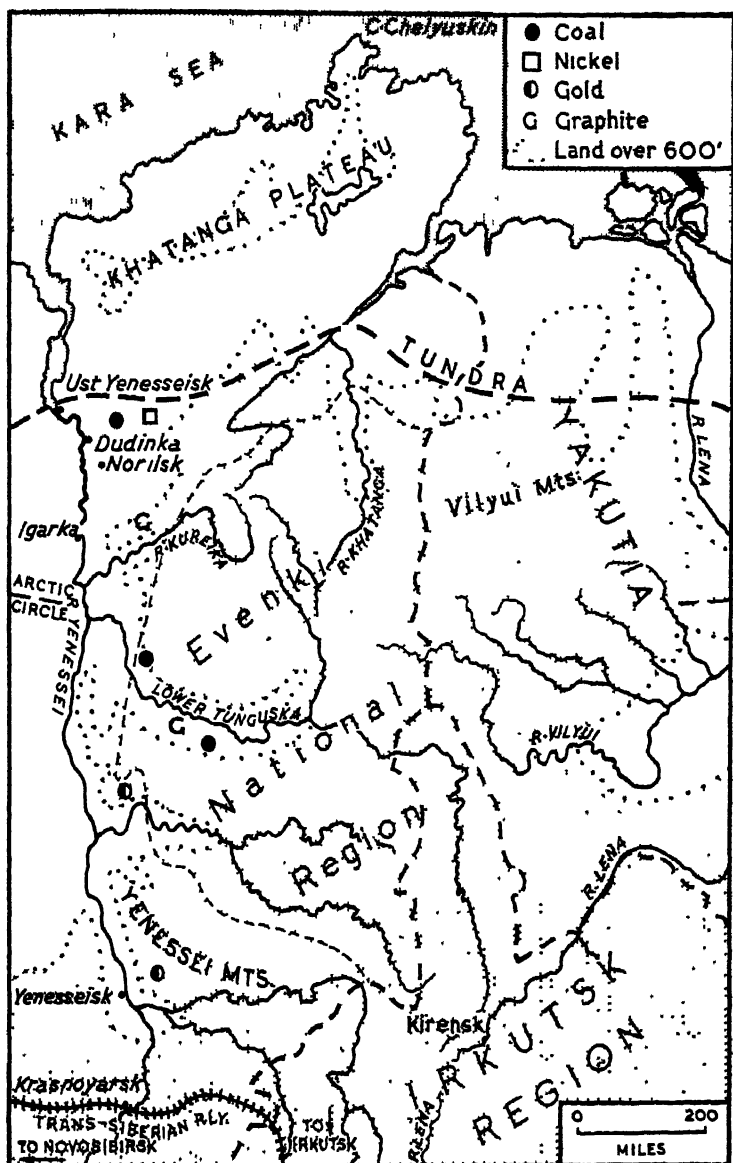 C. Chelyuskin
Coal
Nickel
Gold
G Graphite
Land over 600'
KARA SEA
KHATANGA PLATEAU
TUNDRA
Ust Yenesseisk
Dudinka
Norilsk
YAKUTIA
R LENA
Vilyui Mts.
R. KHATANGA
G
Igarka
R. KUREIKA
ARCTIC
CIRCLE
R. YENESSEI
Evenki
LOWER TUNGUSKA
G
National
R. VILYUI
Region
R. LENA
YENESSEI MTS.
Yenesseisk
Kirensk
REGION
Krasnoyarsk
TRANS-SIBERIAN RLY.
TO NOVOSIBIRSK
TO
IRKUTSK
R. LENA
0 200
MILES